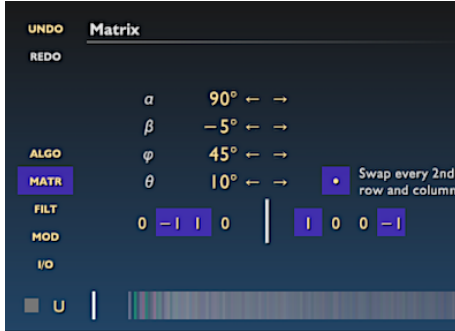 UNDO Matrix
REDO
α 90° ← →
β −5° ← →
ALGO φ 45° ← →
MATR θ 10° ← → • Swap every 2nd
row and column
FILT 0 −1 1 0 | 1 0 0 −1
MOD
I/O
U